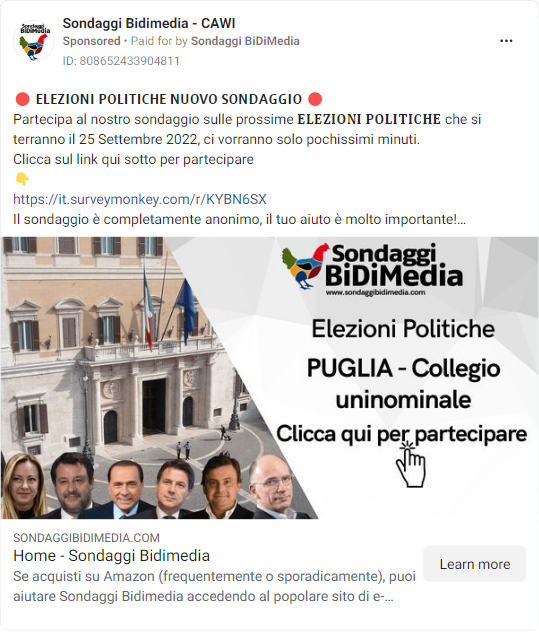 Sondaggi Bidimedia - CAWI
Sponsored • Paid for by Sondaggi BiDiMedia
ID: 808652433904811
🔴 ELEZIONI POLITICHE NUOVO SONDAGGIO 🔴
Partecipa al nostro sondaggio sulle prossime ELEZIONI POLITICHE che si
terranno il 25 Settembre 2022, ci vorranno solo pochissimi minuti.
Clicca sul link qui sotto per partecipare
👇
https://it.surveymonkey.com/r/KYBN6SX
Il sondaggio è completamente anonimo, il tuo aiuto è molto importante!...
Sondaggi
BiDiMedia
www.sondaggibidimedia.com
Elezioni Politiche
PUGLIA - Collegio
uninominale
Clicca qui per partecipare
SONDAGGIBIDIMEDIA.COM
Home - Sondaggi Bidimedia
Se acquisti su Amazon (frequentemente o sporadicamente), puoi
aiutare Sondaggi Bidimedia accedendo al popolare sito di e-...
Learn more